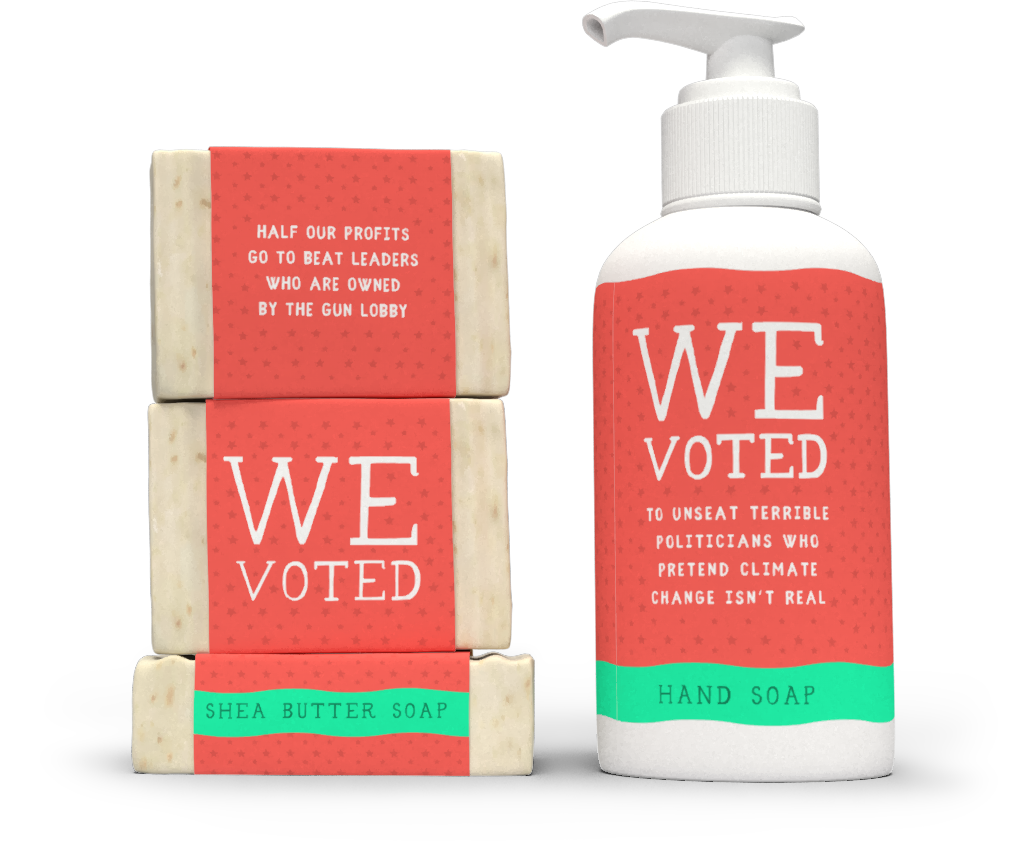 HALF OUR PROFITS
GO TO BEAT LEADERS
WHO ARE OWNED
BY THE GUN LOBBY
WE
VOTED
SHEA BUTTER SOAP
WE
VOTED
TO UNSEAT TERRIBLE
POLITICIANS WHO
PRETEND CLIMATE
CHANGE ISN'T REAL
HAND SOAP